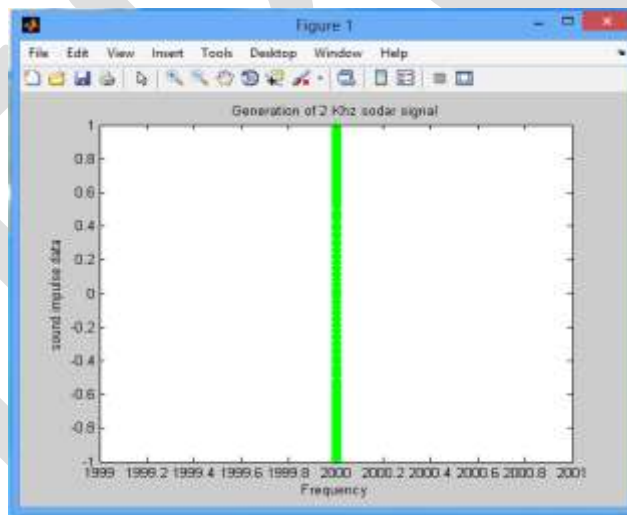 Figure 1
File Edit View Insert Tools Desktop Window Help
Generation of 2 Khz sodar signal
1
0.8
0.6
0.4
0.2
0
-0.2
-0.4
-0.6
-0.8
-1
sound impulse data
1999 1999.2 1999.4 1999.6 1999.8 2000 2000.2 2000.4 2000.6 2000.8 2001
Frequency